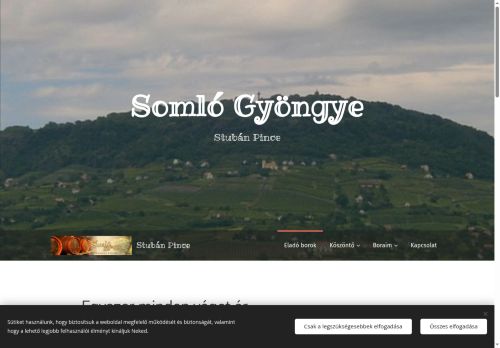 Somló Gyöngye
Stubán Pince
Stubán Pince
Eladó borok
Köszöntő
Boraim
Kapcsolat
Sütiket használunk, hogy biztosítsuk a weboldal megfelelő működését és biztonságát, valamint
hogy a lehető legjobb felhasználói élményt kínáljuk Neked.
Csak a legszükségesebbek elfogadása
Összes elfogadása